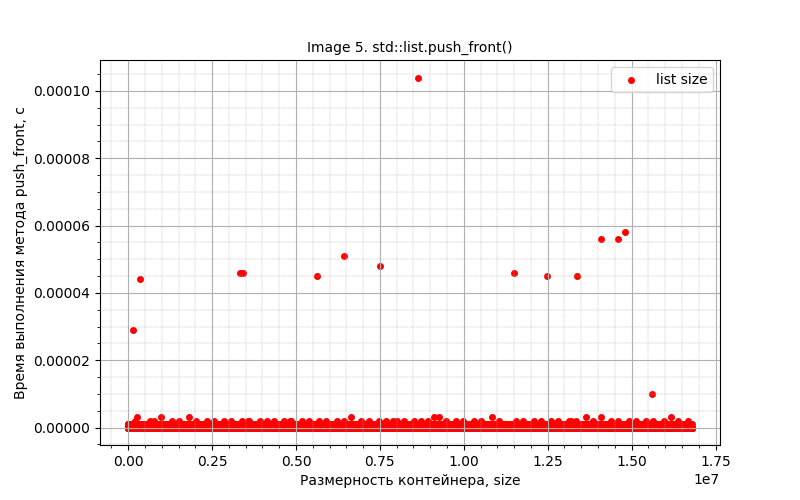 Image 5. std::list.push_front()
list size
Время выполнения метода push_front, с
0.00010
0.00008
0.00006
0.00004
0.00002
0.00000
0.00 0.25 0.50 0.75 1.00 1.25 1.50 1.75
1e7
Размерность контейнера, size